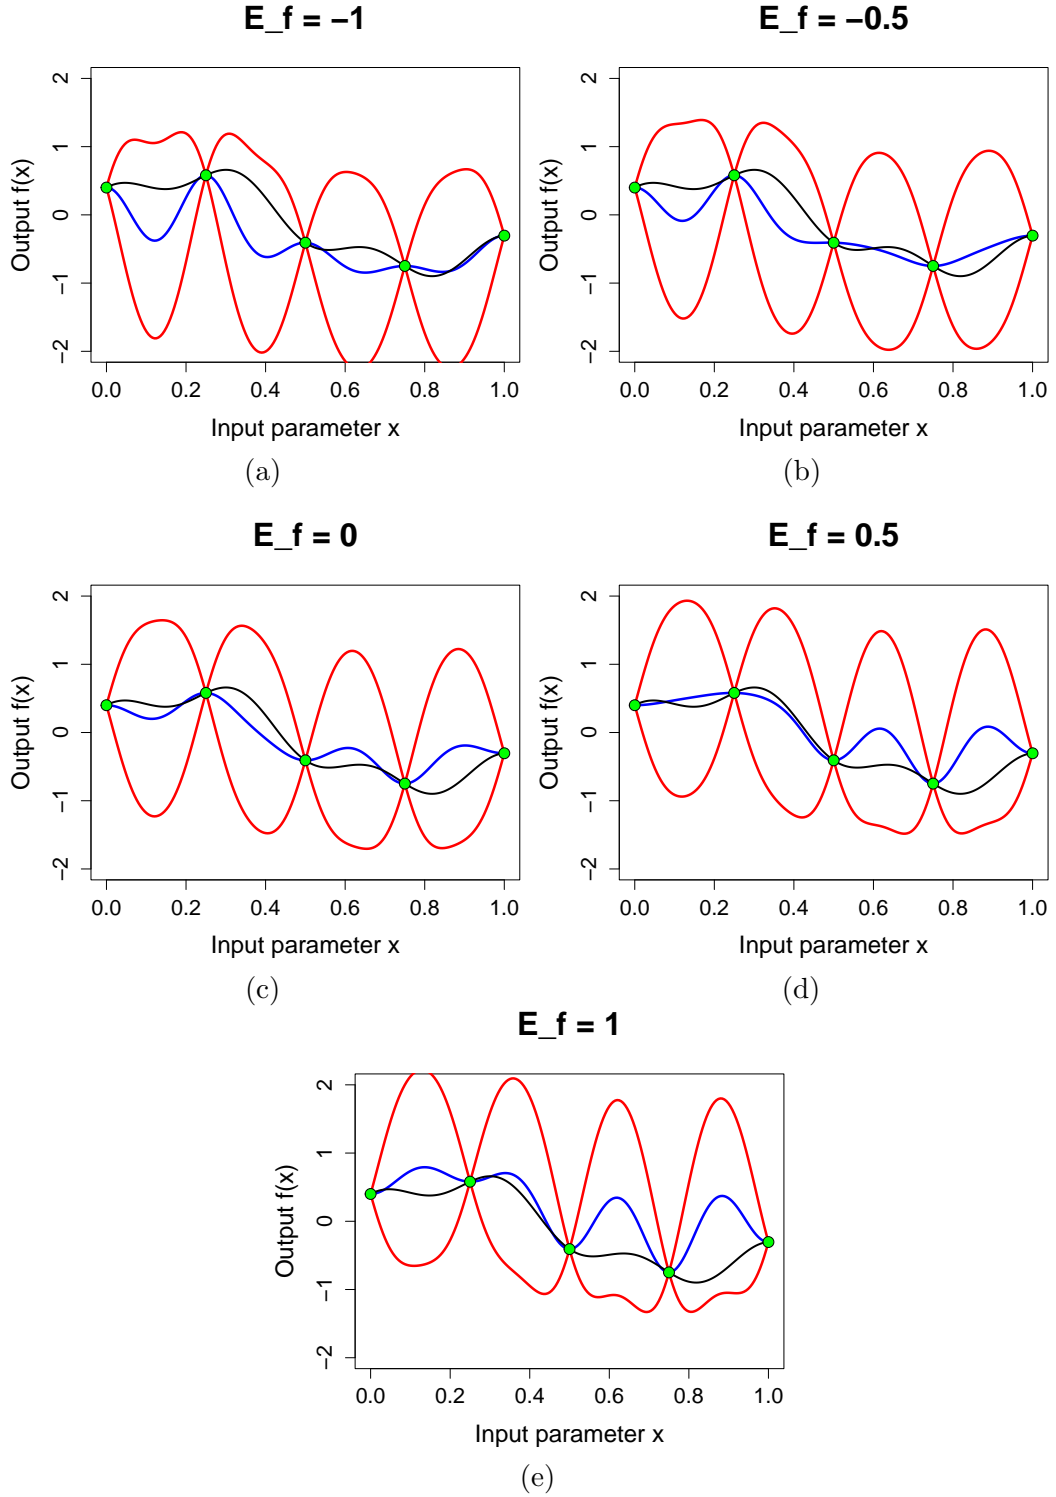 E_f = −1
E_f = −0.5
Output f(x)
2
1
0
−1
−2
0.0 0.2 0.4 0.6 0.8 1.0
Input parameter x
(a)
Output f(x)
2
1
0
−1
−2
0.0 0.2 0.4 0.6 0.8 1.0
Input parameter x
(b)
E_f = 0
E_f = 0.5
Output f(x)
2
1
0
−1
−2
0.0 0.2 0.4 0.6 0.8 1.0
Input parameter x
(c)
Output f(x)
2
1
0
−1
−2
0.0 0.2 0.4 0.6 0.8 1.0
Input parameter x
(d)
E_f = 1
Output f(x)
2
1
0
−1
−2
0.0 0.2 0.4 0.6 0.8 1.0
Input parameter x
(e)